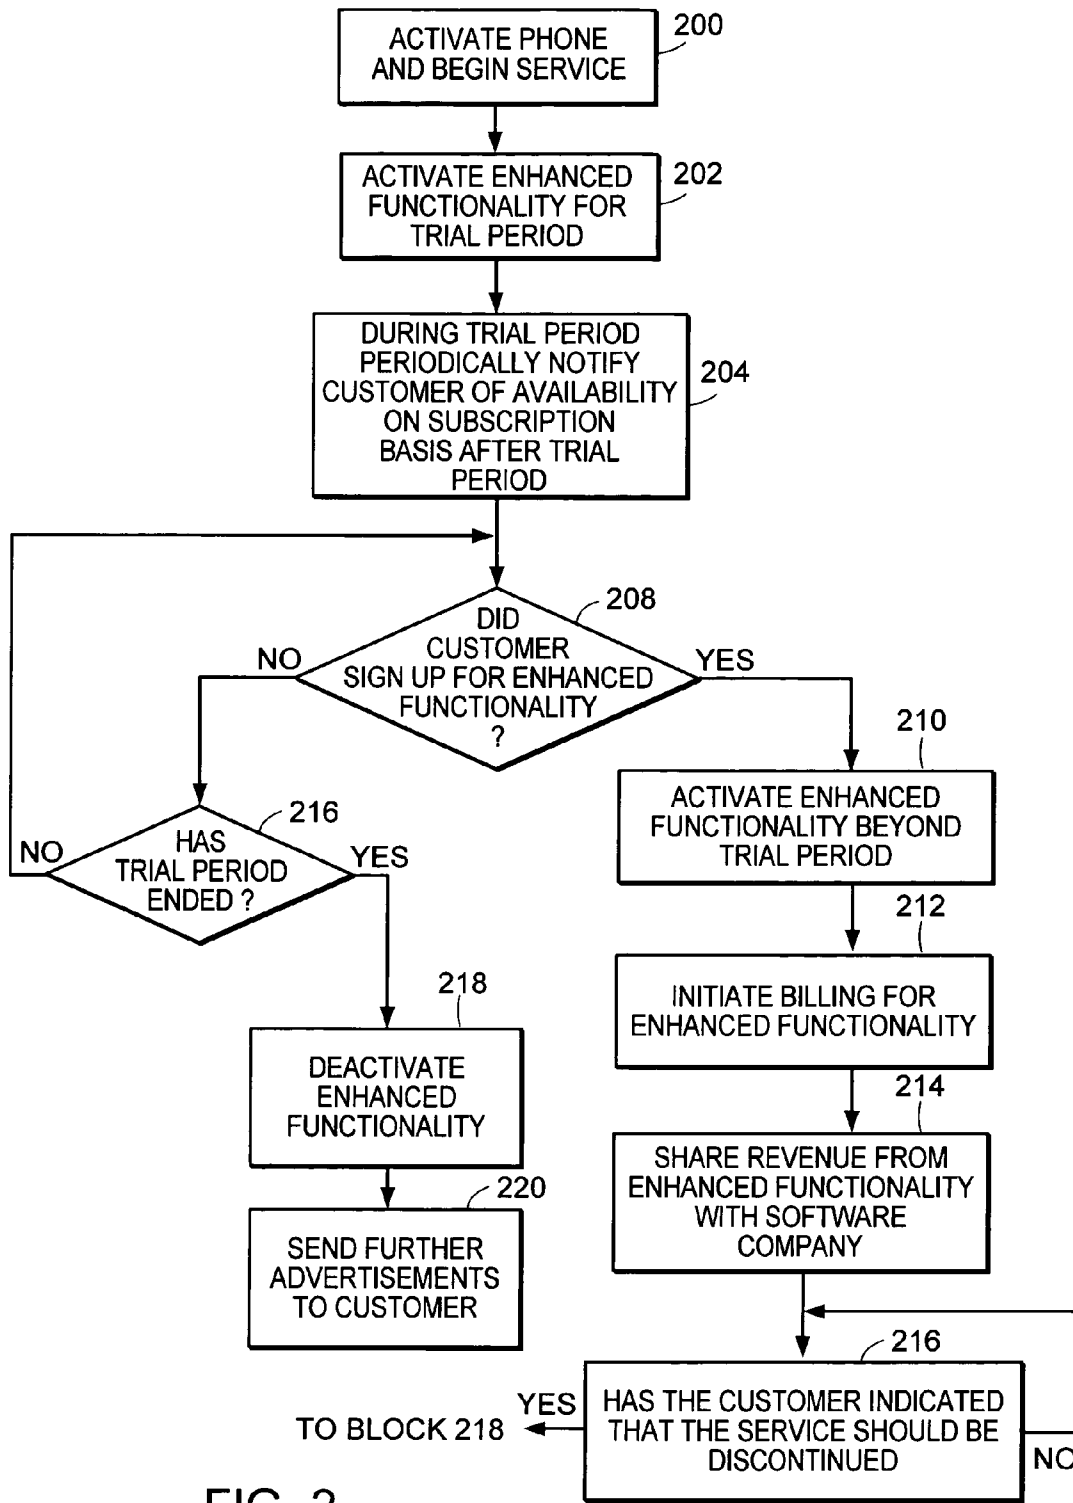 ACTIVATE PHONE
AND BEGIN SERVICE
200
ACTIVATE ENHANCED
FUNCTIONALITY FOR
TRIAL PERIOD
202
DURING TRIAL PERIOD
PERIODICALLY NOTIFY
CUSTOMER OF AVAILABILITY
ON SUBSCRIPTION
BASIS AFTER TRIAL
PERIOD
204
DID
CUSTOMER
SIGN UP FOR ENHANCED
FUNCTIONALITY
?
208
NO
YES
HAS
TRIAL PERIOD
ENDED ?
216
NO
YES
210
ACTIVATE ENHANCED
FUNCTIONALITY BEYOND
TRIAL PERIOD
212
INITIATE BILLING FOR
ENHANCED FUNCTIONALITY
218
DEACTIVATE
ENHANCED
FUNCTIONALITY
214
SHARE REVENUE FROM
ENHANCED FUNCTIONALITY
WITH SOFTWARE
COMPANY
220
SEND FURTHER
ADVERTISEMENTS
TO CUSTOMER
216
HAS THE CUSTOMER INDICATED
THAT THE SERVICE SHOULD BE
DISCONTINUED
YES
TO BLOCK 218
NO
FIG.